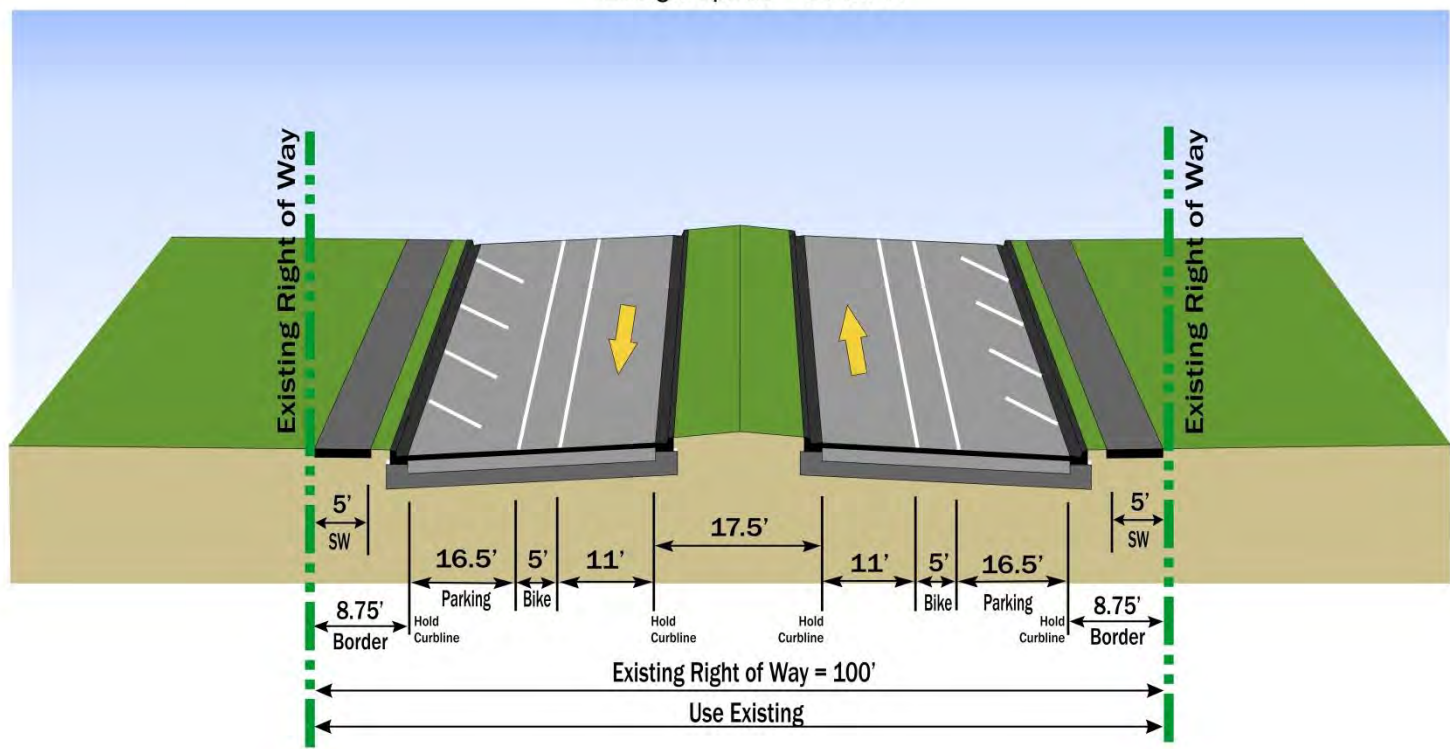 Existing Right of Way
Existing Right of Way
5’
SW
16.5’
Parking
5’
Bike
11’
17.5’
11’
5’
Bike
16.5’
Parking
5’
SW
8.75’
Border
Hold
Curbline
Hold
Curbline
Hold
Curbline
Hold
Curbline
8.75’
Border
Existing Right of Way = 100’
Use Existing